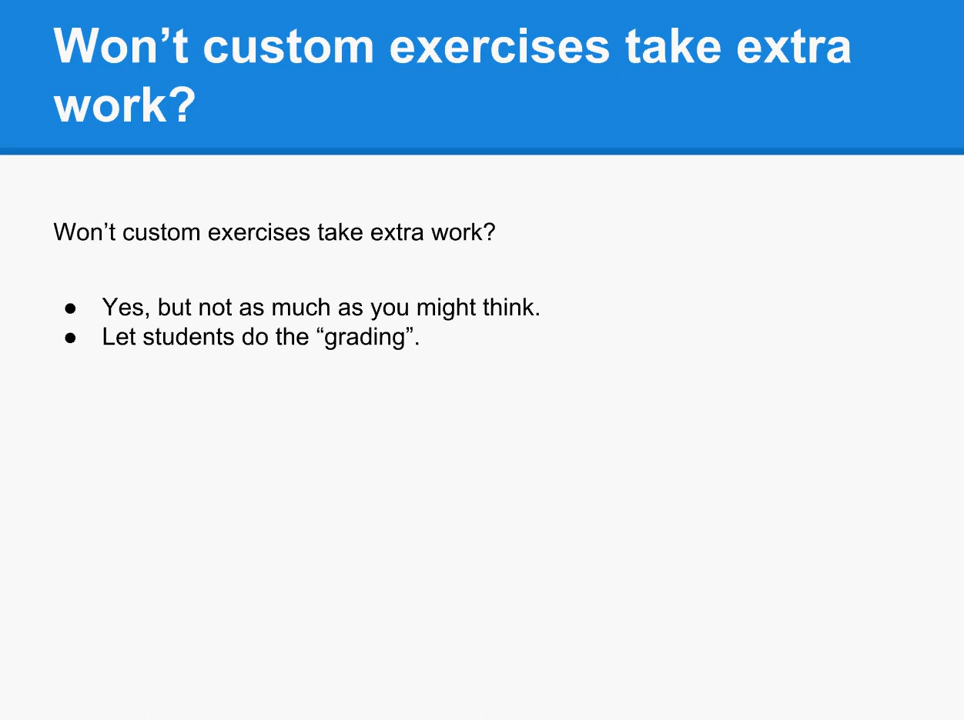 Won’t custom exercises take extra
work?
Won’t custom exercises take extra work?
● Yes, but not as much as you might think.
● Let students do the “grading”.